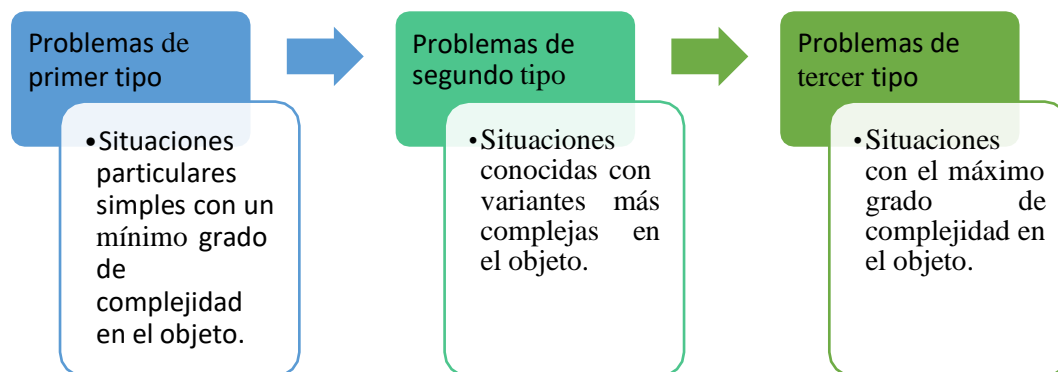 Problemas de
primer tipo
•Situaciones
particulares
simples con un
mínimo grado
de
complejidad
en el objeto.
Problemas de
segundo tipo
•Situaciones
conocidas con
variantes más
complejas en
el objeto.
Problemas de
tercer tipo
•Situaciones
con el máximo
grado de
complejidad en
el objeto.